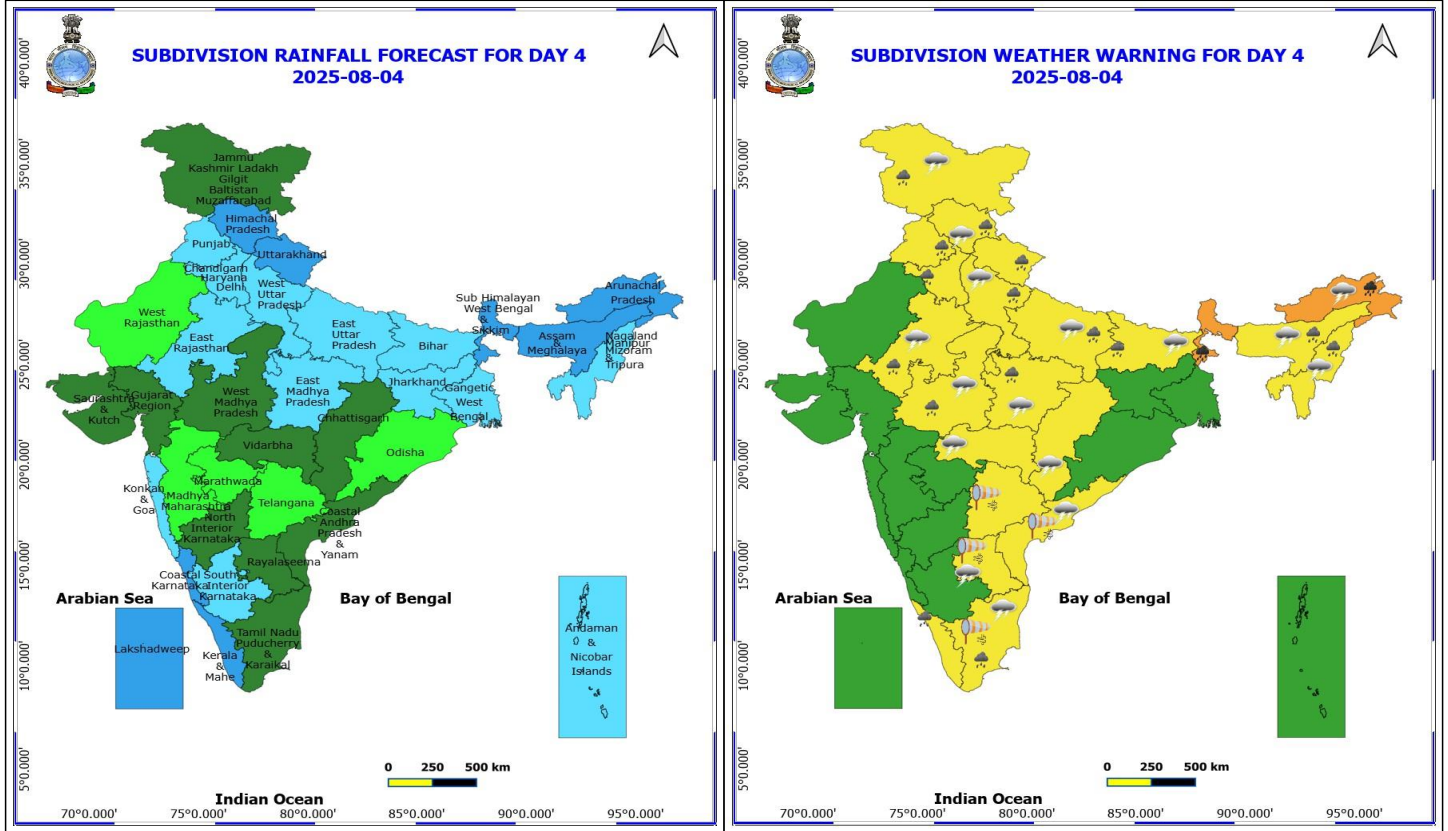 SUBDIVISION RAINFALL FORECAST FOR DAY 4
2025-08-04
40°0.000'
35°0.000'
30°0.000'
25°0.000'
20°0.000'
15°0.000'
10°0.000'
5°0.000'
Jammu
Kashmir Ladakh
Gilgit
Baltistan
Muzaffarabad
Himachal
Pradesh
Punjab
Uttarakhand
Chandigarh
Haryana
Delhi
West
Uttar
Pradesh
West
Rajasthan
East
Rajasthan
East
Uttar
Pradesh
Bihar
Sub Himalayan
West Bengal
&
Sikkim
Arunachal
Pradesh
Assam
&
Meghalaya
Nagaland
Manipur
Mizoram
&
Tripura
Jharkhand
Gangetic
West
Bengal
East
Madhya
Pradesh
West
Madhya
Pradesh
Gujarat
Region
Saurashtra
&
Kutch
Chhattisgarh
Vidarbha
Odisha
Konkan
&
Goa
Madhya
Maharashtra
Marathwada
Telangana
North
Interior
Karnataka
Coastal
Andhra
Pradesh
&
Yanam
Rayalaseema
Coastal
Karnataka
South
Interior
Karnataka
Arabian Sea
Bay of Bengal
Lakshadweep
Kerala
&
Mahe
Tamil Nadu
Puducherry
&
Karaikal
Andaman
&
Nicobar
Islands
0 250 500 km
Indian Ocean
70°0.000' 75°0.000' 80°0.000' 85°0.000' 90°0.000' 95°0.000'
SUBDIVISION WEATHER WARNING FOR DAY 4
2025-08-04
40°0.000'
35°0.000'
30°0.000'
25°0.000'
20°0.000'
15°0.000'
10°0.000'
5°0.000'
Arabian Sea
Bay of Bengal
0 250 500 km
Indian Ocean
70°0.000' 75°0.000' 80°0.000' 85°0.000' 90°0.000' 95°0.000'